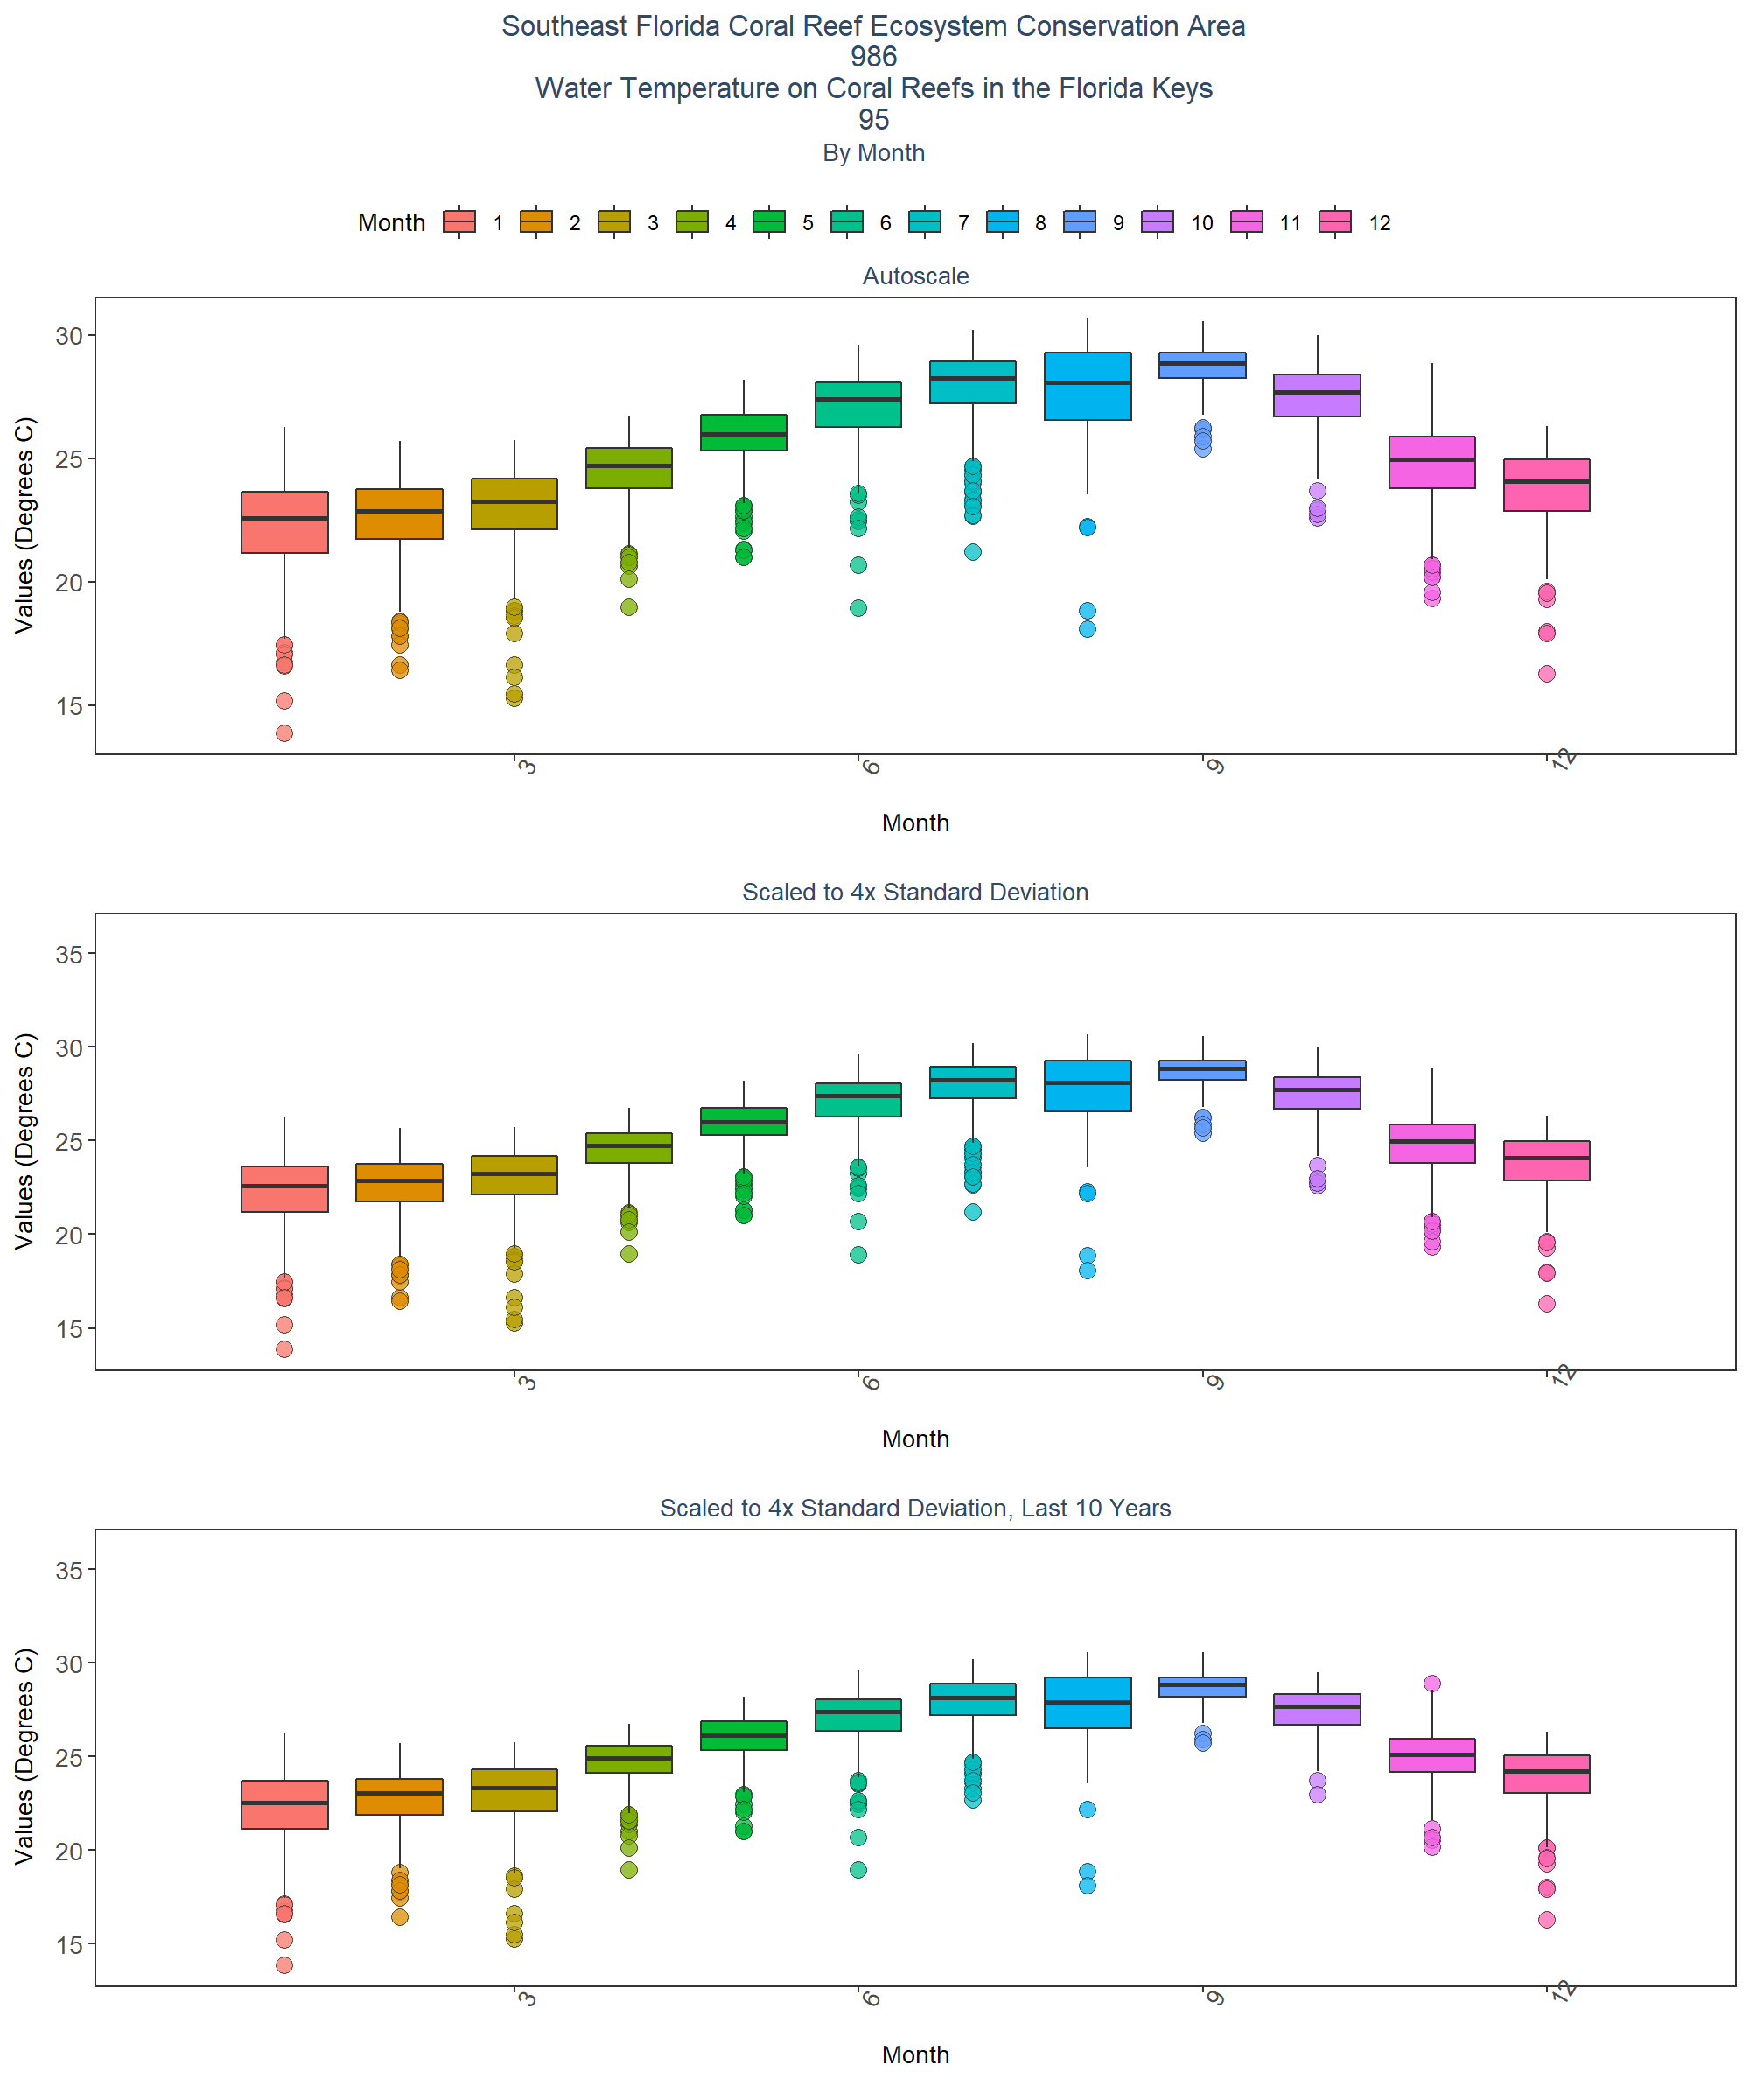 Southeast Florida Coral Reef Ecosystem Conservation Area
986
Water Temperature on Coral Reefs in the Florida Keys
95
By Month
Month 1 2 3 4 5 6 7 8 9 10 11 12
Autoscale
Values (Degrees C)
30
25
20
15
3 6 9 12
Month
Scaled to 4x Standard Deviation
Values (Degrees C)
35
30
25
20
15
3 6 9 12
Month
Scaled to 4x Standard Deviation, Last 10 Years
Values (Degrees C)
35
30
25
20
15
3 6 9 12
Month